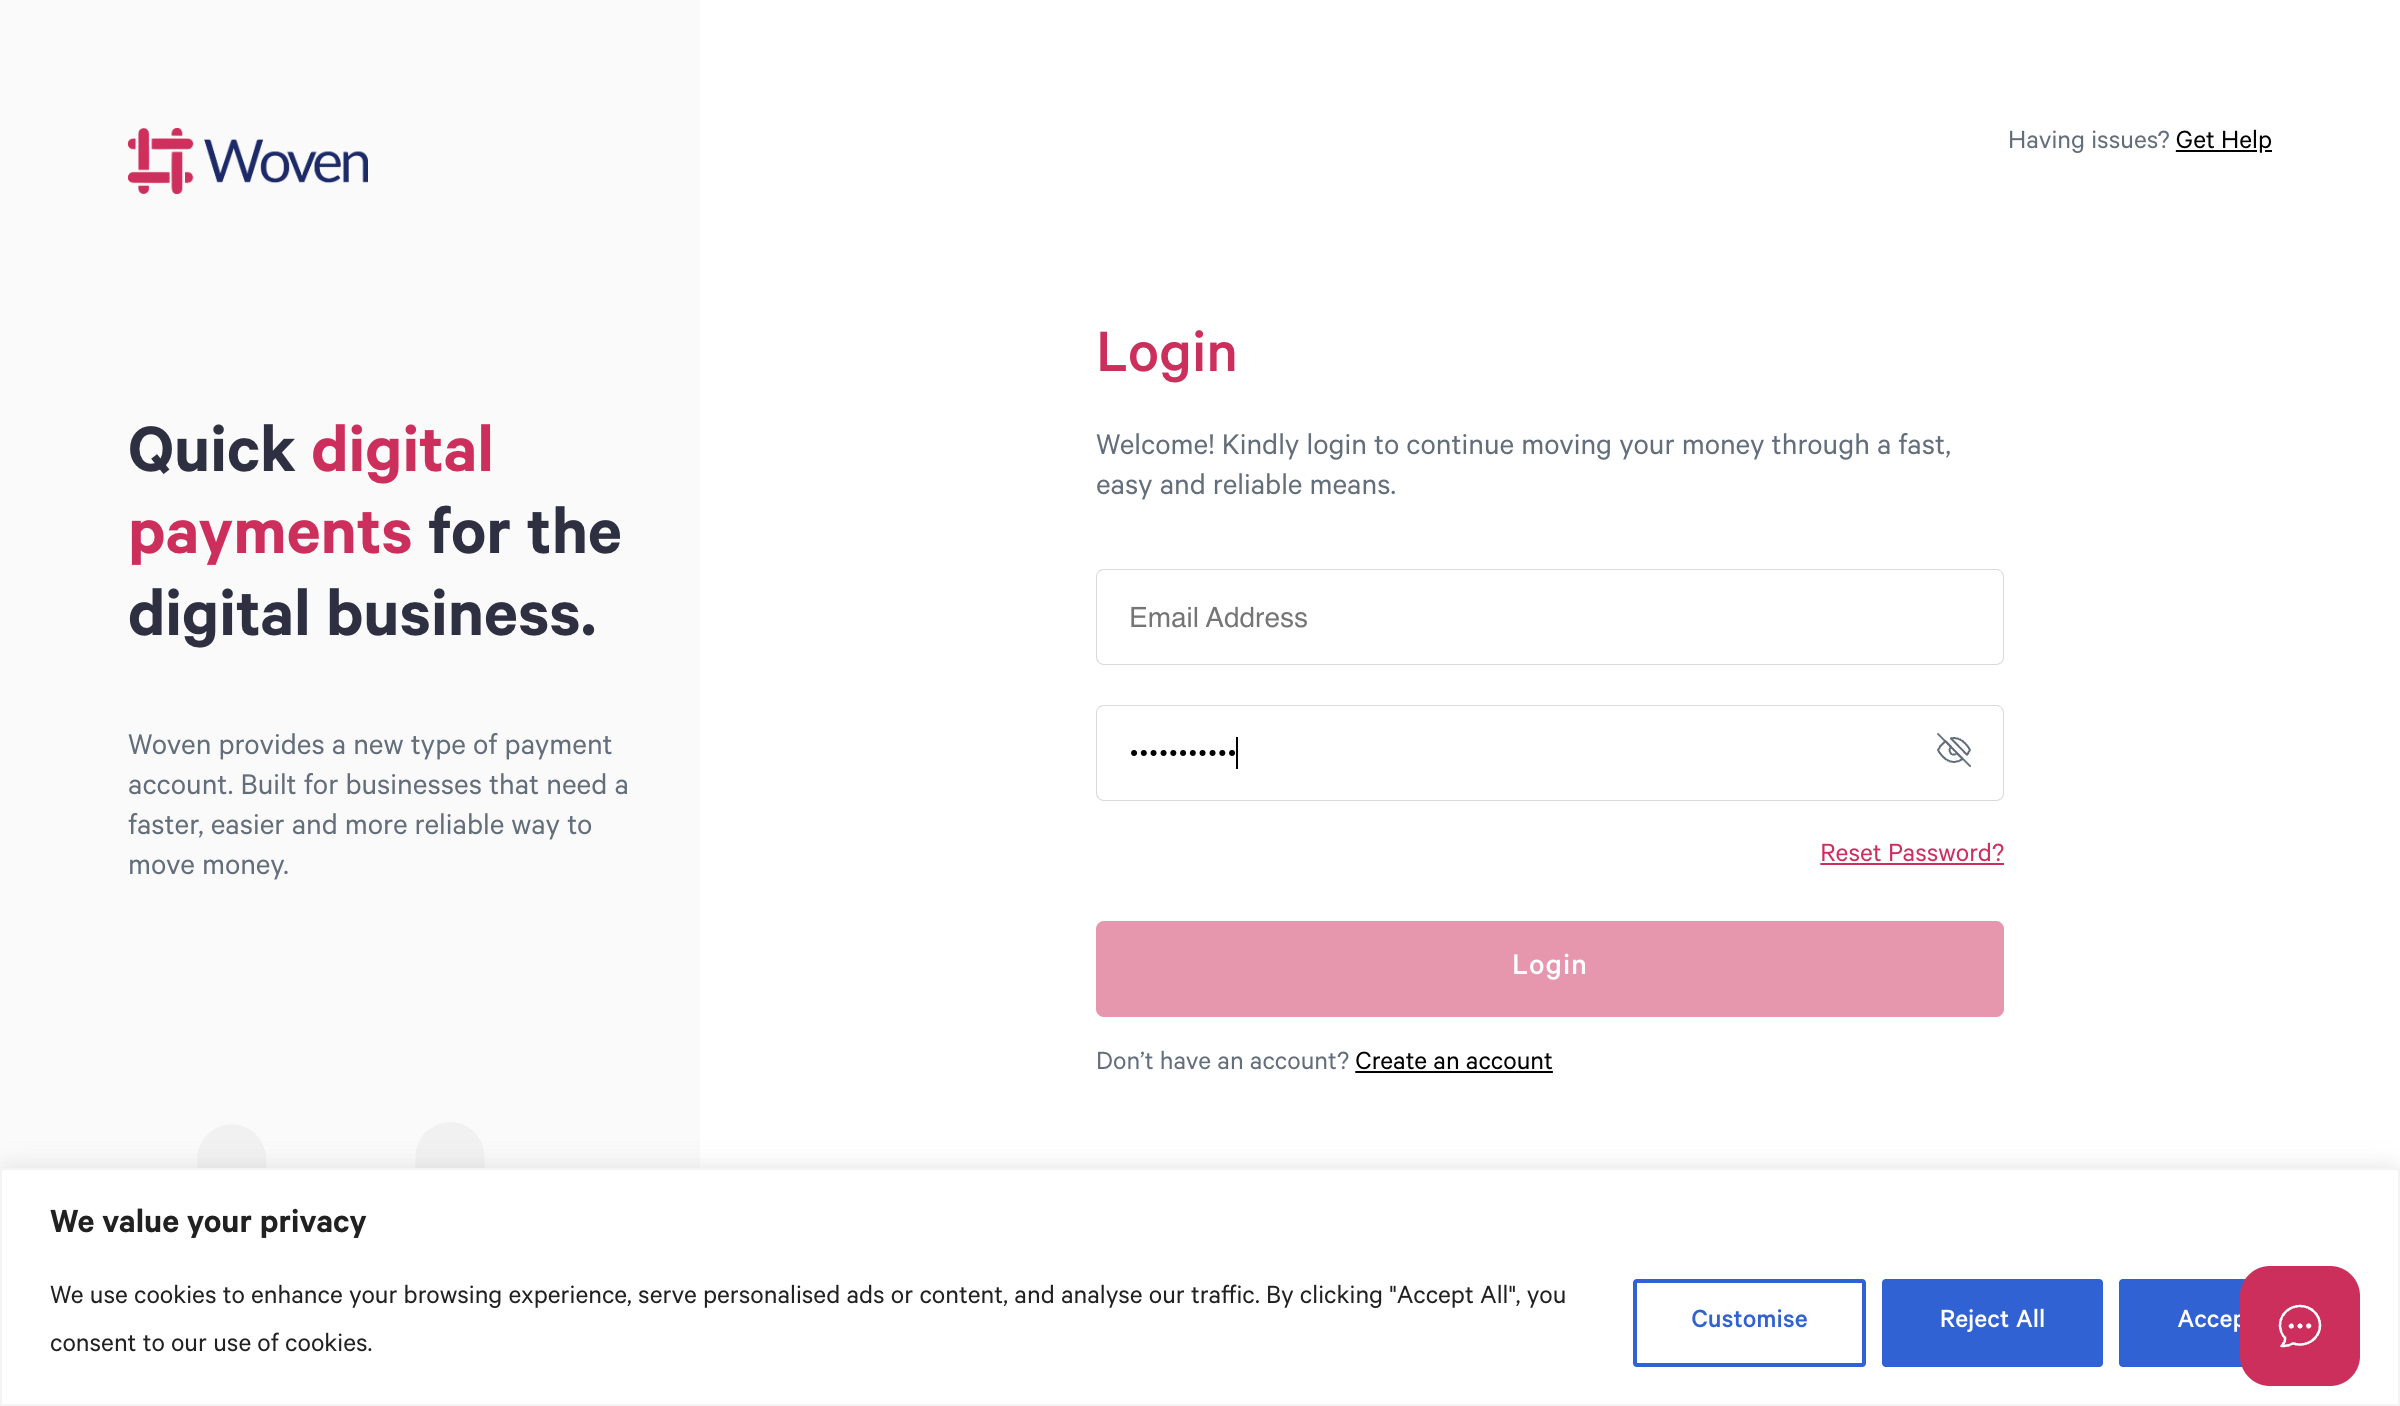 Woven
Having issues? Get Help
Quick digital
payments for the
digital business.
Woven provides a new type of payment
account. Built for businesses that need a
faster, easier and more reliable way to
move money.
Login
Welcome! Kindly login to continue moving your money through a fast,
easy and reliable means.
Email Address
•••••••••••
Reset Password?
Login
Don’t have an account? Create an account
We value your privacy
We use cookies to enhance your browsing experience, serve personalised ads or content, and analyse our traffic. By clicking "Accept All", you
consent to our use of cookies.
Customise
Reject All
Accep